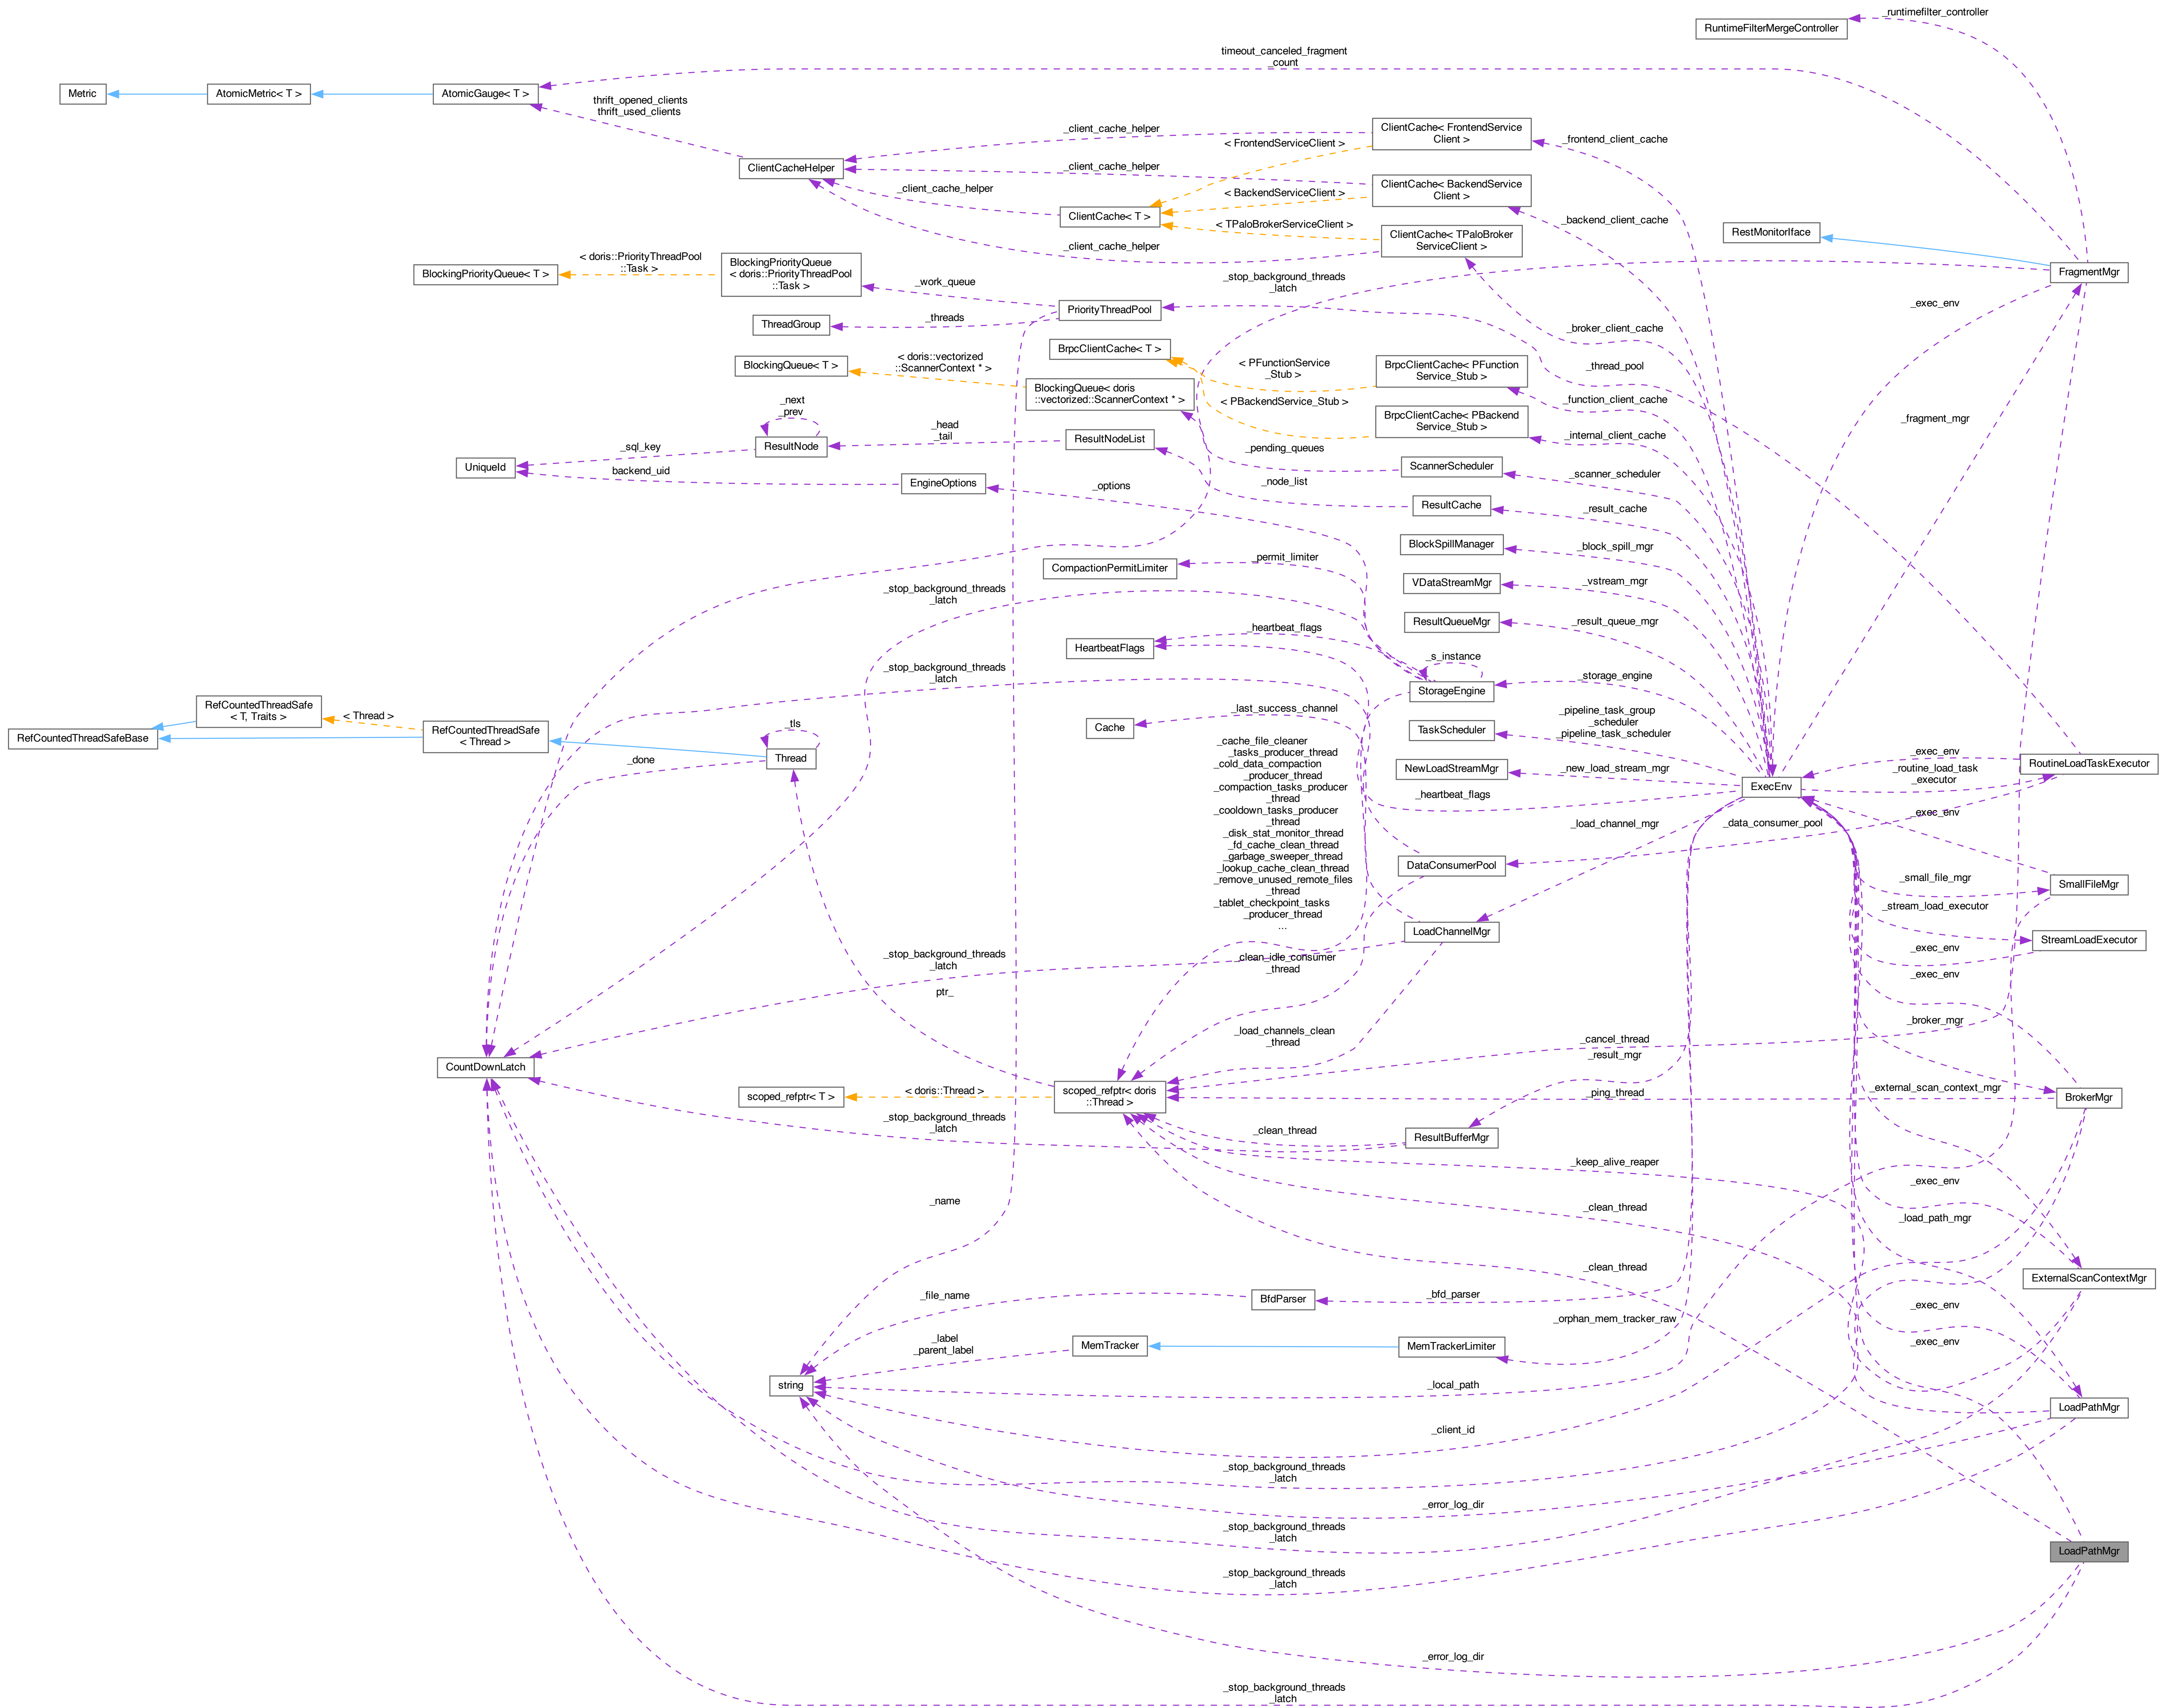 _runtimefilter_controller
RuntimeFilterMergeController
timeout_canceled_fragment
_count
Metric
AtomicMetric< T >
AtomicGauge< T >
thrift_opened_clients
thrift_used_clients
_client_cache_helper
ClientCache< FrontendService
Client >
_frontend_client_cache
< FrontendServiceClient >
ClientCacheHelper
_client_cache_helper
ClientCache< BackendService
Client >
_client_cache_helper
< BackendServiceClient >
ClientCache< T >
_backend_client_cache
< TPaloBrokerServiceClient >
ClientCache< TPaloBroker
ServiceClient >
RestMonitorIface
_client_cache_helper
< doris::PriorityThreadPool
::Task >
BlockingPriorityQueue< T >
BlockingPriorityQueue
< doris::PriorityThreadPool
::Task >
_work_queue
_stop_background_threads
_latch
FragmentMgr
_threads
PriorityThreadPool
_exec_env
ThreadGroup
_broker_client_cache
BrpcClientCache< T >
BlockingQueue< T >
< doris::vectorized
::ScannerContext * >
< PFunctionService
_Stub >
BrpcClientCache< PFunction
Service_Stub >
_thread_pool
BlockingQueue< doris
::vectorized::ScannerContext * >
_function_client_cache
< PBackendService_Stub >
BrpcClientCache< PBackend
Service_Stub >
_fragment_mgr
_next
_prev
_head
_tail
ResultNodeList
_internal_client_cache
_sql_key
ResultNode
_pending_queues
UniqueId
backend_uid
EngineOptions
_options
_node_list
ScannerScheduler
_scanner_scheduler
ResultCache
_result_cache
BlockSpillManager
_block_spill_mgr
CompactionPermitLimiter
_permit_limiter
VDataStreamMgr
_vstream_mgr
_stop_background_threads
_latch
ResultQueueMgr
_result_queue_mgr
_heartbeat_flags
HeartbeatFlags
_s_instance
_stop_background_threads
_latch
StorageEngine
_storage_engine
RefCountedThreadSafe
< T, Traits >
< Thread >
RefCountedThreadSafeBase
RefCountedThreadSafe
< Thread >
_tls
Thread
_done
Cache
_last_success_channel
TaskScheduler
_pipeline_task_group
_scheduler
_pipeline_task_scheduler
_cache_file_cleaner
_tasks_producer_thread
_cold_data_compaction
_producer_thread
_compaction_tasks_producer
_thread
_cooldown_tasks_producer
_thread
_disk_stat_monitor_thread
_fd_cache_clean_thread
_garbage_sweeper_thread
_lookup_cache_clean_thread
_remove_unused_remote_files
_thread
_tablet_checkpoint_tasks
_producer_thread
...
NewLoadStreamMgr
_new_load_stream_mgr
_heartbeat_flags
ExecEnv
_exec_env
RoutineLoadTaskExecutor
_routine_load_task
_executor
_exec_env
_load_channel_mgr
_data_consumer_pool
DataConsumerPool
_small_file_mgr
SmallFileMgr
_stream_load_executor
LoadChannelMgr
StreamLoadExecutor
_stop_background_threads
_latch
_clean_idle_consumer
_thread
_exec_env
_exec_env
ptr_
_load_channels_clean
_thread
_broker_mgr
_cancel_thread
_result_mgr
CountDownLatch
scoped_refptr< T >
< doris::Thread >
scoped_refptr< doris
::Thread >
_ping_thread
_external_scan_context_mgr
BrokerMgr
_stop_background_threads
_latch
_clean_thread
ResultBufferMgr
_keep_alive_reaper
_exec_env
_name
_clean_thread
_load_path_mgr
_clean_thread
ExternalScanContextMgr
_file_name
BfdParser
_bfd_parser
_exec_env
_orphan_mem_tracker_raw
_label
_parent_label
MemTracker
MemTrackerLimiter
_exec_env
string
_local_path
LoadPathMgr
_client_id
_stop_background_threads
_latch
_error_log_dir
_stop_background_threads
_latch
LoadPathMgr
_stop_background_threads
_latch
_error_log_dir
_stop_background_threads
_latch